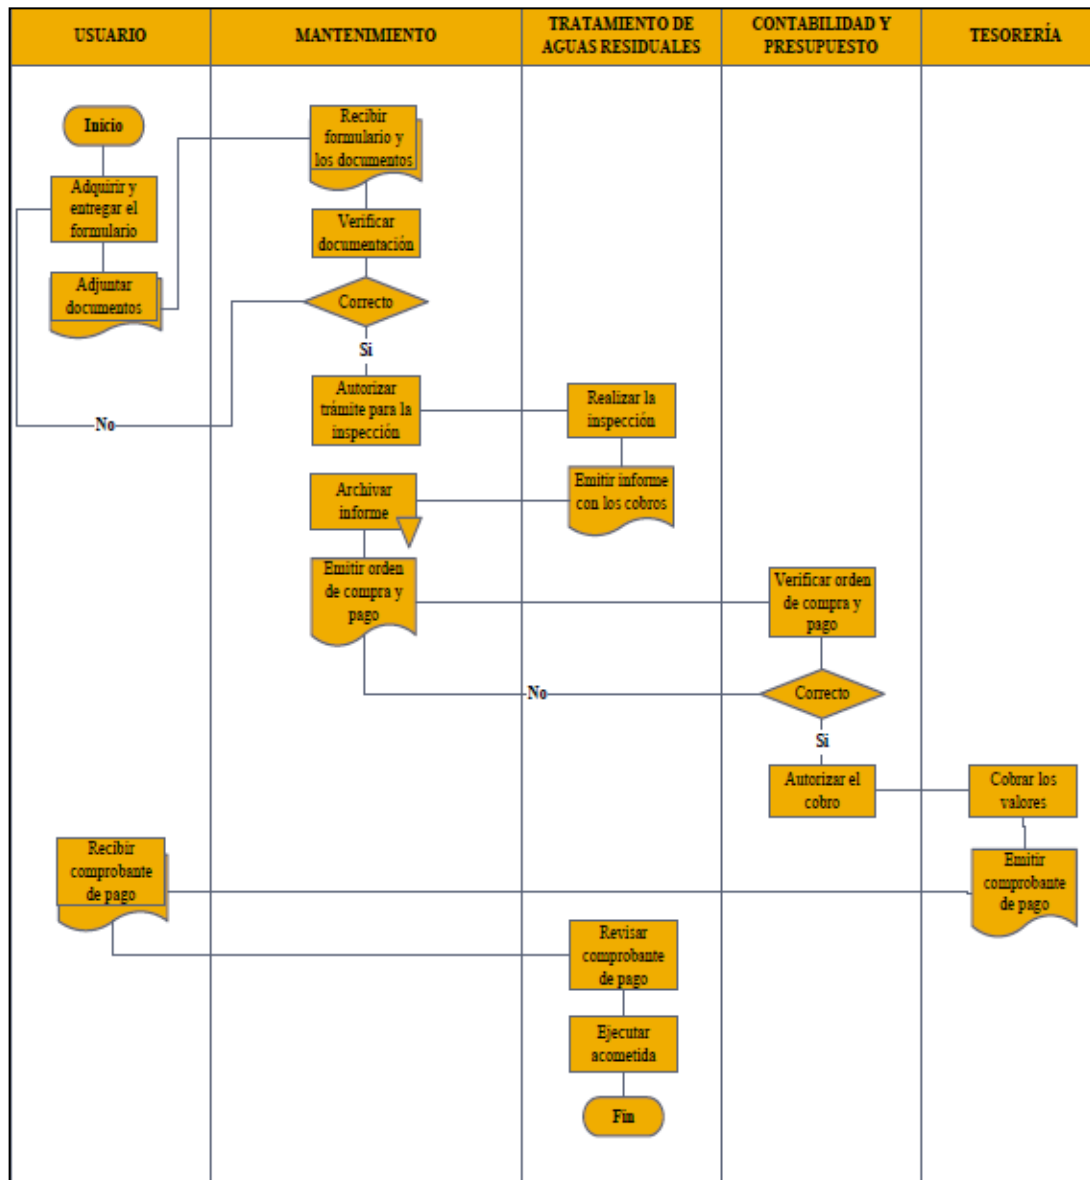 USUARIO
MANTENIMIENTO
TRATAMIENTO DE
AGUAS RESIDUALES
CONTABILIDAD Y
PRESUPUESTO
TESORERÍA
Inicio
Adquirir y
entregar el
formulario
Adjuntar
documentos
Recibir
formulario y
los documentos
Verificar
documentación
Correcto
Si
No
Autorizar
trámite para la
inspección
Realizar la
inspección
Emitir informe
con los cobros
Archivar
informe
Emitir orden
de compra y
pago
Verificar orden
de compra y
pago
Correcto
No
Si
Autorizar el
cobro
Cobrar los
valores
Emitir
comprobante
de pago
Recibir
comprobante
de pago
Revisar
comprobante
de pago
Ejecutar
acometida
Fin